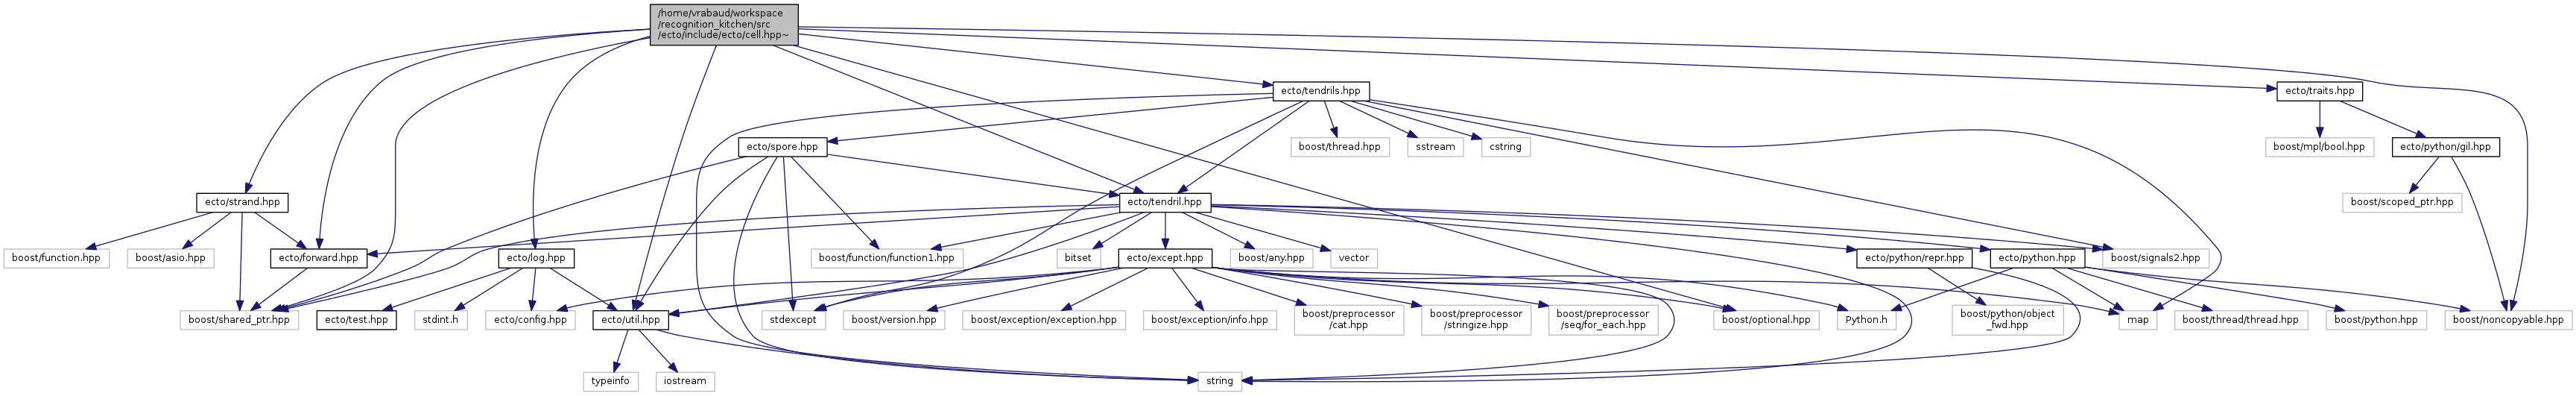 /home/vrabaud/workspace
/recognition_kitchen/src
/ecto/include/ecto/cell.hpp~
ecto/tendrils.hpp
ecto/traits.hpp
ecto/spore.hpp
boost/thread.hpp
sstream
cstring
boost/mpl/bool.hpp
ecto/python/gil.hpp
ecto/strand.hpp
ecto/tendril.hpp
boost/scoped_ptr.hpp
boost/function.hpp
boost/asio.hpp
ecto/forward.hpp
ecto/log.hpp
boost/function/function1.hpp
bitset
ecto/except.hpp
boost/any.hpp
vector
ecto/python/repr.hpp
ecto/python.hpp
boost/signals2.hpp
boost/shared_ptr.hpp
ecto/test.hpp
stdint.h
ecto/config.hpp
ecto/util.hpp
stdexcept
boost/version.hpp
boost/exception/exception.hpp
boost/exception/info.hpp
boost/preprocessor
/cat.hpp
boost/preprocessor
/stringize.hpp
boost/preprocessor
/seq/for_each.hpp
boost/optional.hpp
Python.h
boost/python/object
_fwd.hpp
map
boost/thread/thread.hpp
boost/python.hpp
boost/noncopyable.hpp
typeinfo
iostream
string